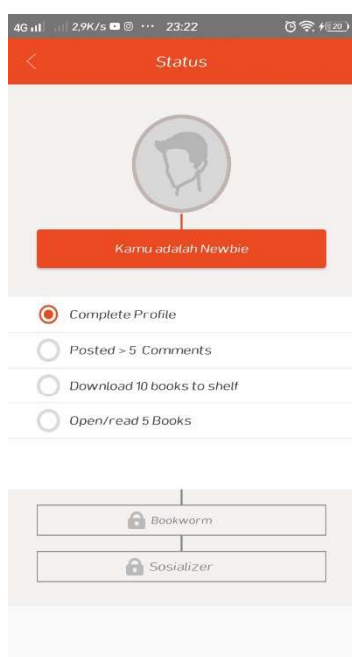 4G 2,9K/s ··· 23:22 20
Status
Kamu adalah Newbie
Complete Profile
Posted > 5 Comments
Download 10 books to shelf
Open/read 5 Books
Bookworm
Sosializer